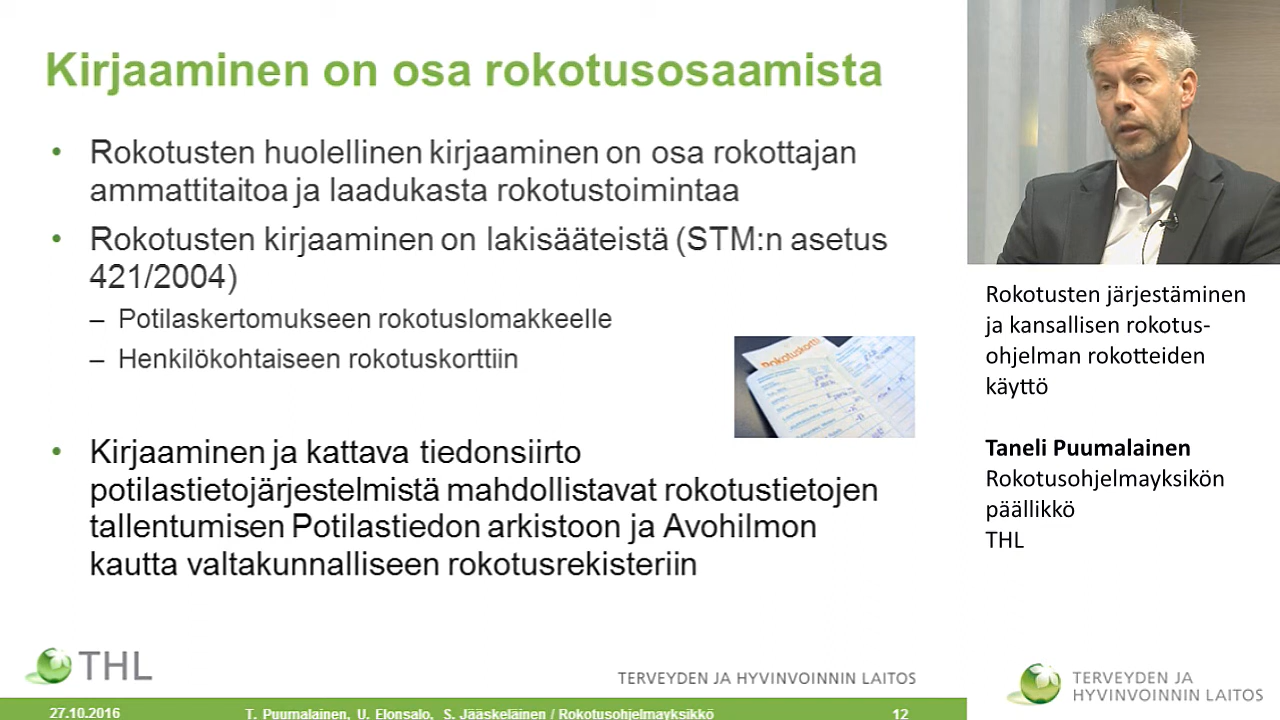 Kirjaaminen on osa rokotusosaamista
• Rokotusten huolellinen kirjaaminen on osa rokottajan
ammattitaitoa ja laadukasta rokotustoimintaa
• Rokotusten kirjaaminen on lakisääteistä (STM:n asetus
421/2004)
– Potilaskertomukseen rokotuslomakkeelle
– Henkilökohtaiseen rokotuskorttiin
Rokotuskortti
• Kirjaaminen ja kattava tiedonsiirto
potilastietojärjestelmistä mahdollistavat rokotustietojen
tallentumisen Potilastiedon arkistoon ja Avohilmon
kautta valtakunnalliseen rokotusrekisteriin
THL
TERVEYDEN JA HYVINVOINNIN LAITOS
27.10.2016
T. Puumalainen, U. Elonsalo, S. Jääskeläinen / Rokotusohjelmayksikkö
12
Rokotusten järjestäminen
ja kansallisen rokotus-
ohjelman rokotteiden
käyttö
Taneli Puumalainen
Rokotusohjelmayksikön
päällikkö
THL
TERVEYDEN JA
HYVINVOINNIN LAITOS